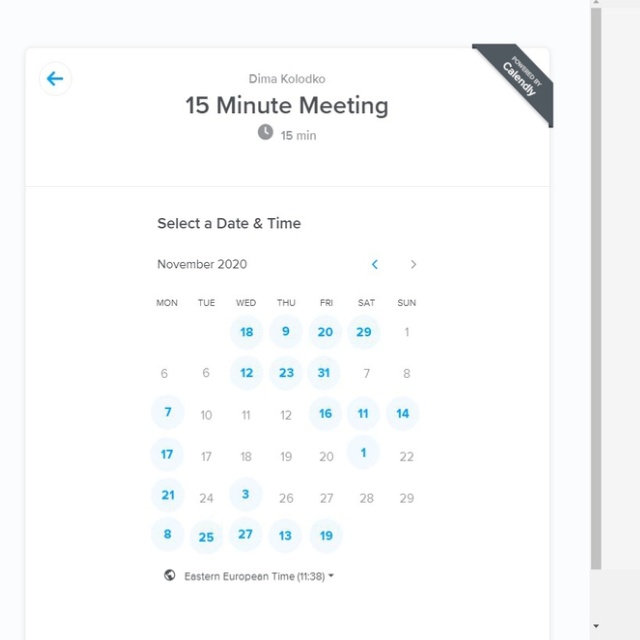 POWERED BY
Calendly
Dima Kolodko
15 Minute Meeting
15 min
Select a Date & Time
November 2020
MON TUE WED THU FRI SAT SUN
18 9 20 29 1
6 6 12 23 31 7 8
7 10 11 12 16 11 14
17 17 18 19 20 1 22
21 24 3 26 27 28 29
8 25 27 13 19
Eastern European Time (11:38)